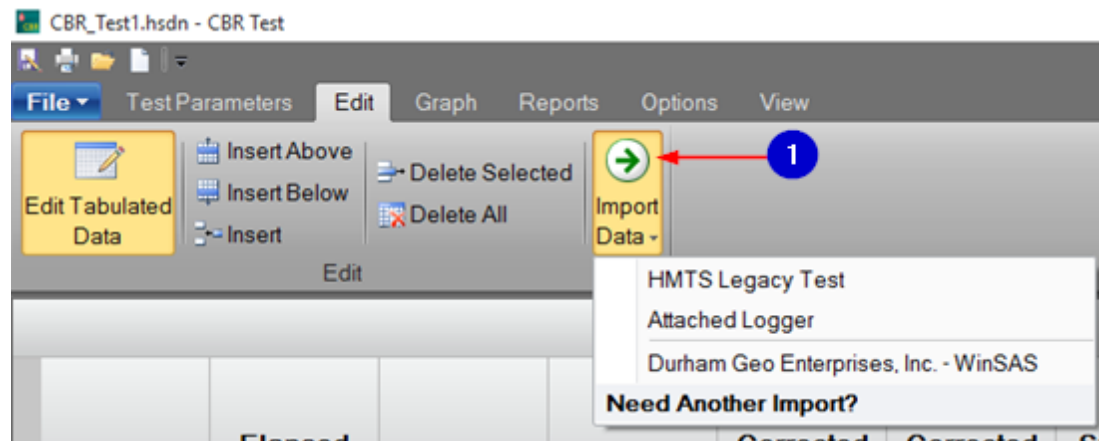 CBR_Test1.hsdn - CBR Test
File Test Parameters Edit Graph Reports Options View
Edit Tabulated Data
Insert Above
Insert Below
Insert
Delete Selected
Delete All
Import Data
1
Edit
HMTS Legacy Test
Attached Logger
Durham Geo Enterprises, Inc. - WinSAS
Need Another Import?
Elapsed Corrected Corrected